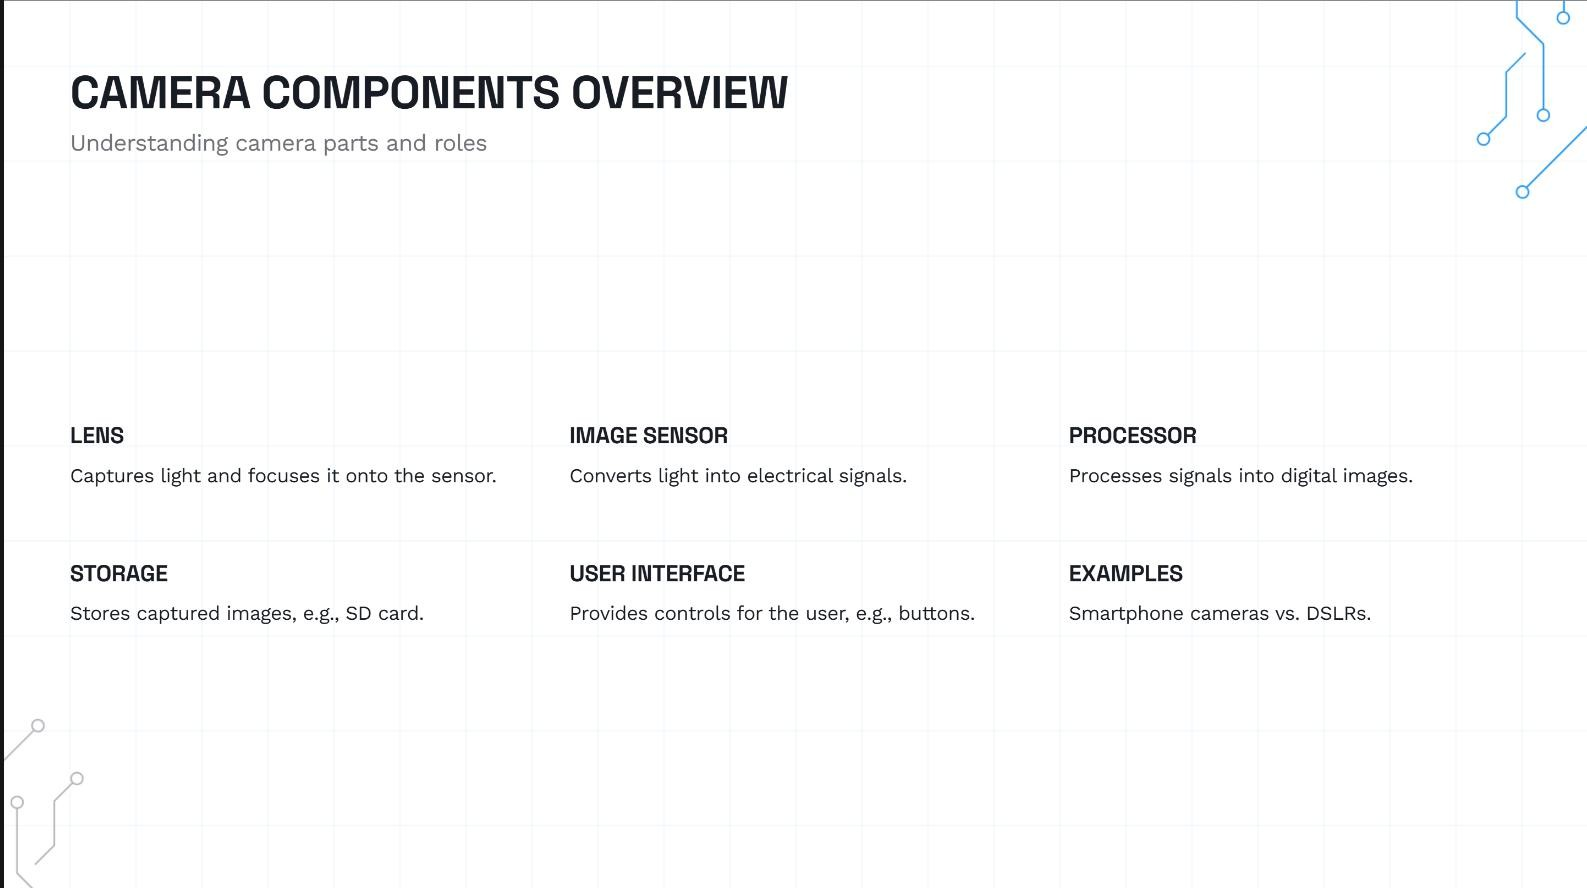 CAMERA COMPONENTS OVERVIEW
Understanding camera parts and roles
LENS
Captures light and focuses it onto the sensor.
IMAGE SENSOR
Converts light into electrical signals.
PROCESSOR
Processes signals into digital images.
STORAGE
Stores captured images, e.g., SD card.
USER INTERFACE
Provides controls for the user, e.g., buttons.
EXAMPLES
Smartphone cameras vs. DSLRs.